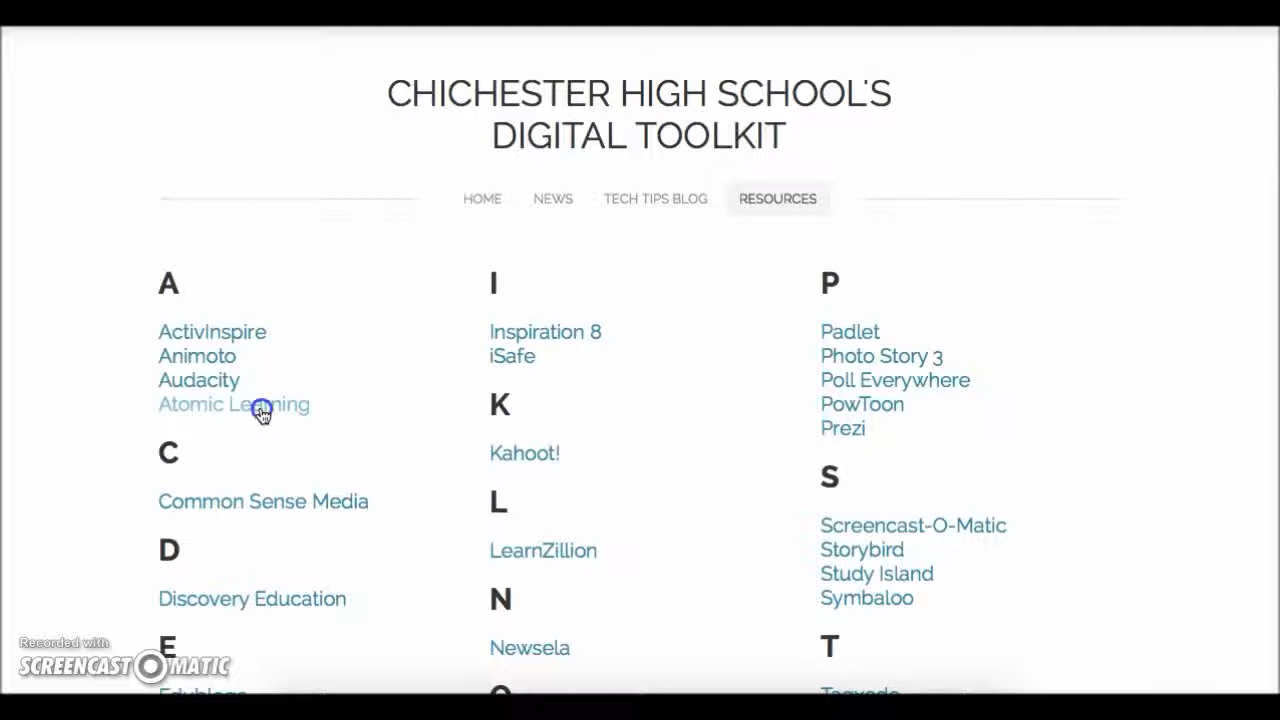 CHICHESTER HIGH SCHOOL'S
DIGITAL TOOLKIT
HOME
NEWS
TECH TIPS BLOG
RESOURCES
A
ActivInspire
Animoto
Audacity
Atomic Learning
C
Common Sense Media
D
Discovery Education
E
Edublogs
I
Inspiration 8
iSafe
K
Kahoot!
L
LearnZillion
N
Newsela
O
P
Padlet
Photo Story 3
Poll Everywhere
PowToon
Prezi
S
Screencast-O-Matic
Storybird
Study Island
Symbaloo
T
Tagxedo
Recorded with
SCREENCAST-O-MATIC